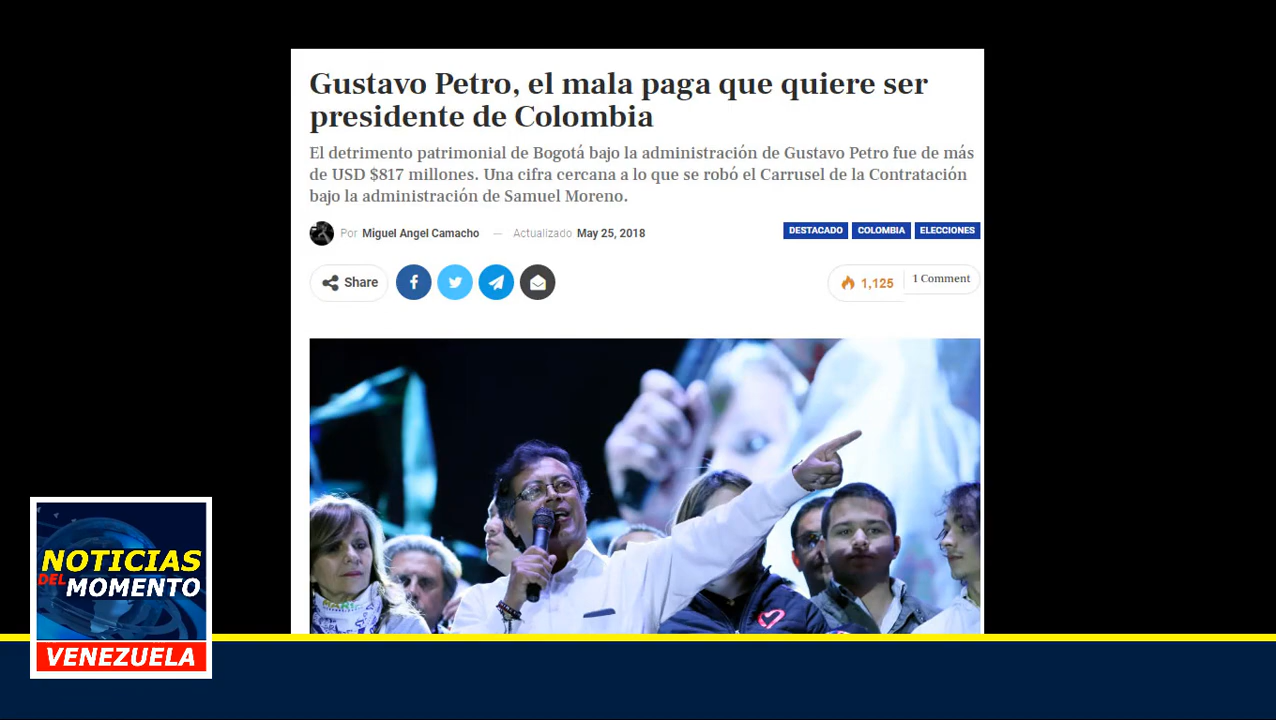 Gustavo Petro, el mala paga que quiere ser
presidente de Colombia
El detrimento patrimonial de Bogotá bajo la administración de Gustavo Petro fue de más
de USD $817 millones. Una cifra cercana a lo que se robó el Carrusel de la Contratación
bajo la administración de Samuel Moreno.
Por Miguel Angel Camacho — Actualizado May 25, 2018
DESTACADO COLOMBIA ELECCIONES
Share
1,125
1 Comment
NOTICIAS
DEL MOMENTO
VENEZUELA